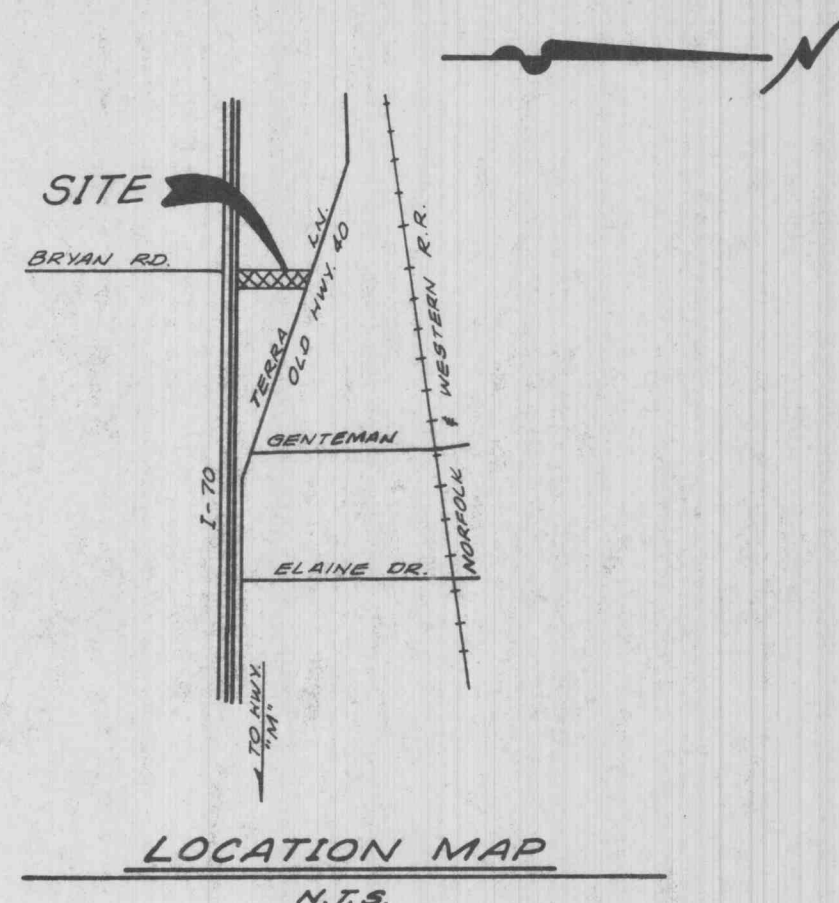 N
SITE
BRYAN RD.
TERRA LN.
OLD HWY. 40
NORFOLK & WESTERN R.R.
GENTEMAN
I-70
ELAINE DR.
TO HWY.
"M"
LOCATION MAP
N.T.S.